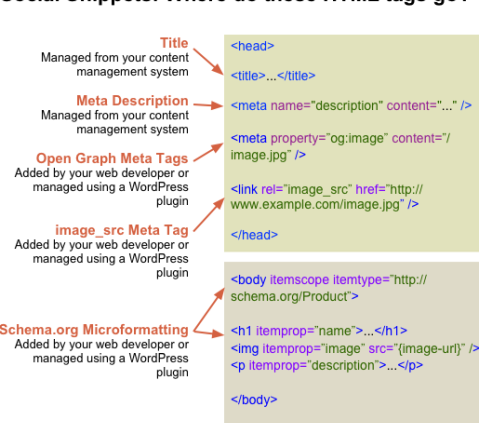 Social Snippets: Where do these HTML tags go?
Title
Managed from your content
management system
Meta Description
Managed from your content
management system
Open Graph Meta Tags
Added by your web developer or
managed using a WordPress
plugin
image_src Meta Tag
Added by your web developer or
managed using a WordPress
plugin
Schema.org Microformatting
Added by your web developer or
managed using a WordPress
plugin
<head>
<title>...</title>
<meta name="description" content="..." />
<meta property="og:image" content="/
image.jpg" />
<link rel="image_src" href="http://
www.example.com/image.jpg" />
</head>
<body itemscope itemtype="http://
schema.org/Product">
<h1 itemprop="name">...</h1>
<img itemprop="image" src="{image-url}" />
<p itemprop="description">...</p>
</body>